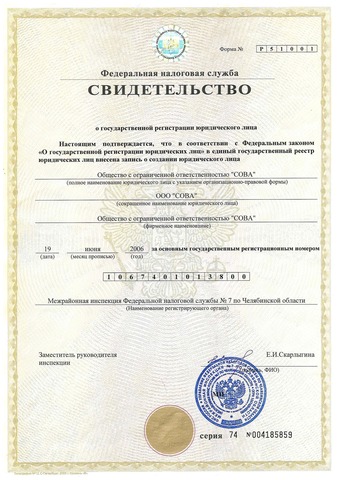 Форма № Р 5 1 0 0 1
Федеральная налоговая служба
СВИДЕТЕЛЬСТВО
о государственной регистрации юридического лица
Настоящим подтверждается, что в соответствии с Федеральным законом
«О государственной регистрации юридических лиц» в единый государственный реестр
юридических лиц внесена запись о создании юридического лица
Общество с ограниченной ответственностью "СОВА"
(полное наименование юридического лица с указанием организационно-правовой формы)
ООО "СОВА"
(сокращенное наименование юридического лица)
Общество с ограниченной ответственностью "СОВА"
(фирменное наименование)
19 июня 2006 за основным государственным регистрационным номером
(дата) (месяц прописью) (год)
1 0 6 7 4 0 1 0 1 3 8 0 0
Межрайонная инспекция Федеральной налоговой службы № 7 по Челябинской области
(Наименование регистрирующего органа)
Заместитель руководителя Е.И.Скарлыгина
инспекции
ФИО)
МП
серия 74 №004185859